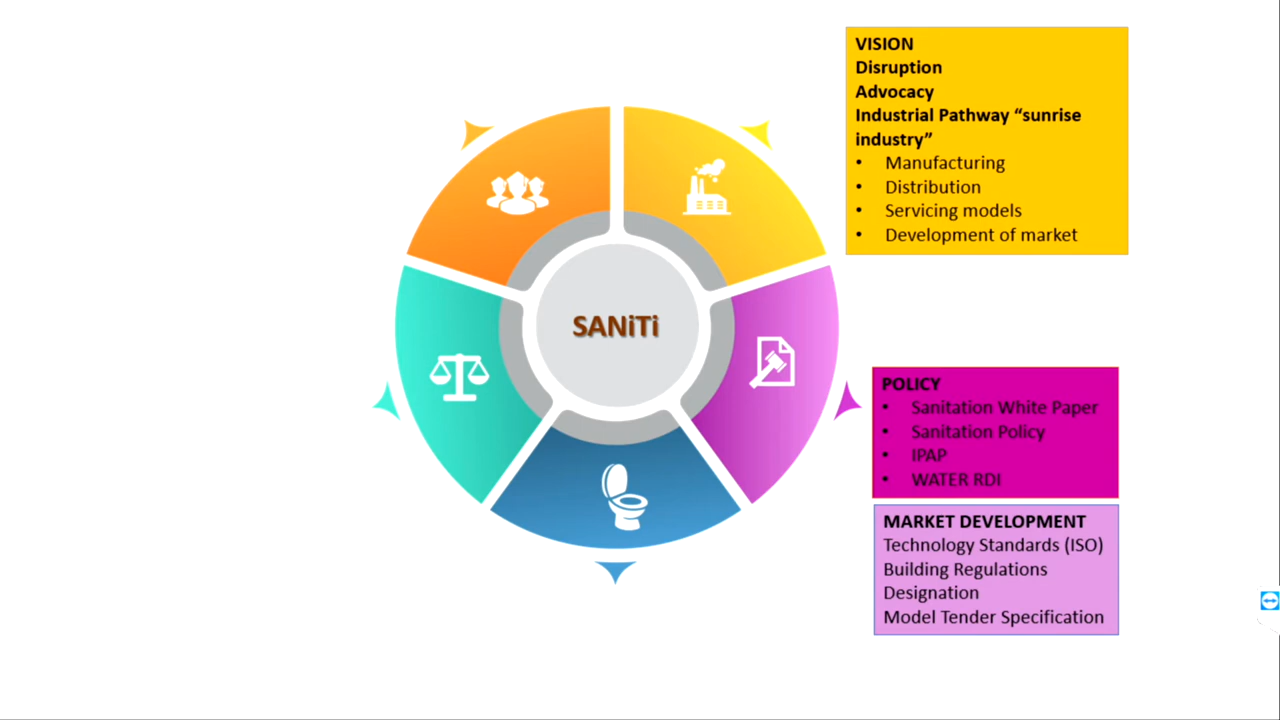 VISION
Disruption
Advocacy
Industrial Pathway “sunrise
industry”
• Manufacturing
• Distribution
• Servicing models
• Development of market
SANiTi
POLICY
• Sanitation White Paper
• Sanitation Policy
• IPAP
• WATER RDI
MARKET DEVELOPMENT
Technology Standards (ISO)
Building Regulations
Designation
Model Tender Specification